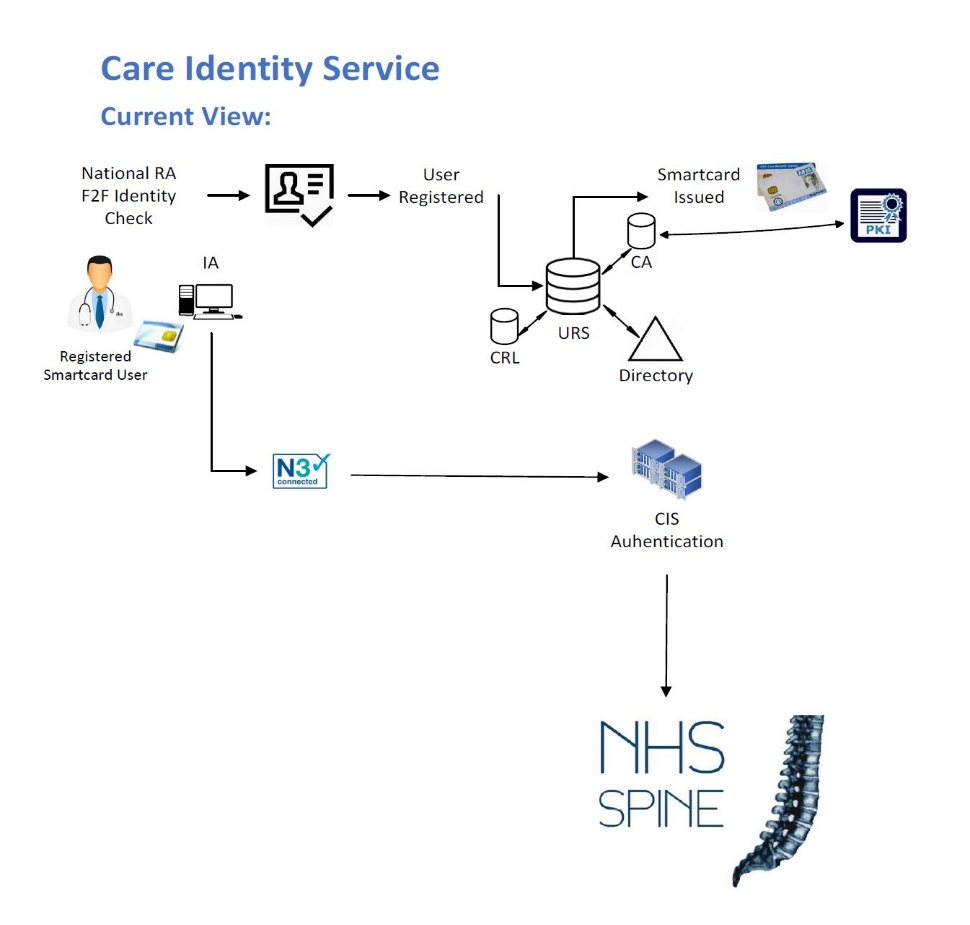 Care Identity Service
Current View:
National RA
F2F Identity
Check
User
Registered
Smartcard
Issued
PKI
CA
URS
CRL
Directory
IA
Registered
Smartcard User
N3
connected
CIS
Auhentication
NHS
SPINE